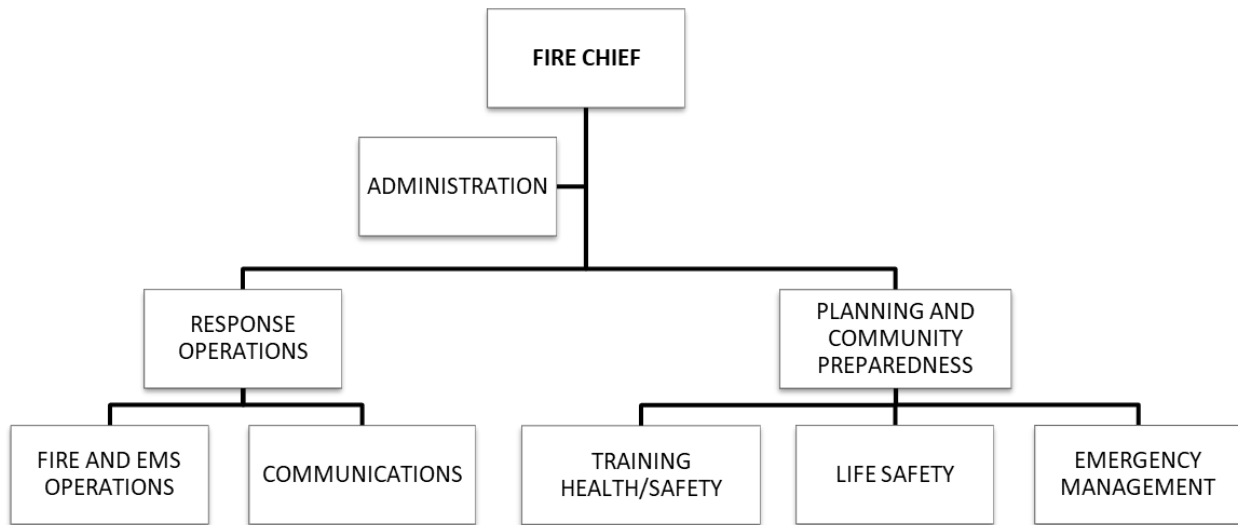 FIRE CHIEF
ADMINISTRATION
RESPONSE
OPERATIONS
PLANNING AND
COMMUNITY
PREPAREDNESS
FIRE AND EMS
OPERATIONS
COMMUNICATIONS
TRAINING
HEALTH/SAFETY
LIFE SAFETY
EMERGENCY
MANAGEMENT